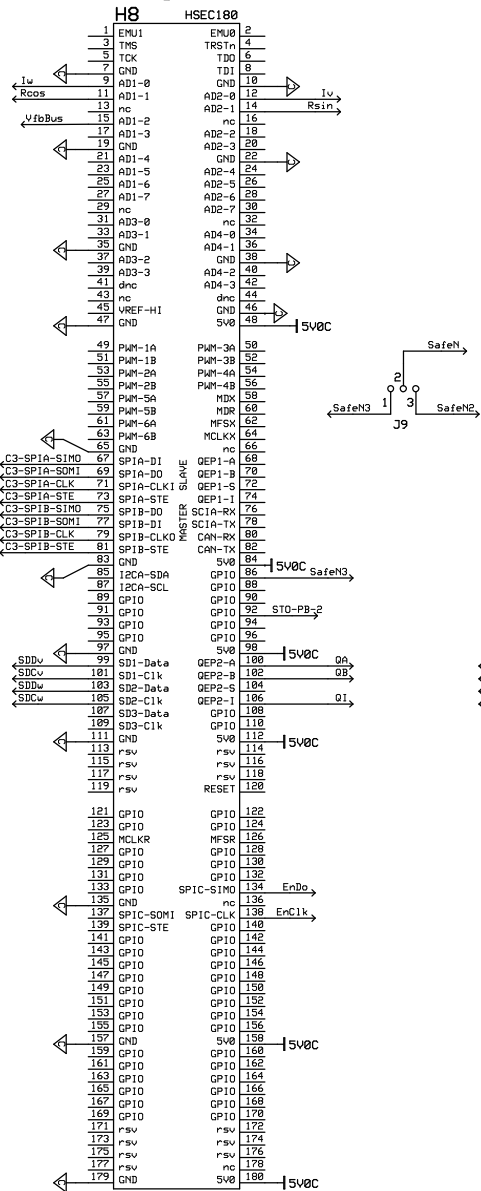 H8 HSEC180
1 EMU1 EMU0 2
3 TMS TRSTn 4
5 TCK TDO 6
7 GND TDI 8
Iw 9 AD1-0 GND 10
Rcos 11 AD1-1 AD2-0 12 Iv
13 nc AD2-1 14 Rsin
VfbBus 15 AD1-2 nc 16
17 AD1-3 AD2-2 18
19 GND AD2-3 20
21 AD1-4 GND 22
23 AD1-5 AD2-4 24
25 AD1-6 AD2-5 26
27 AD1-7 AD2-6 28
29 nc AD2-7 30
31 AD3-0 nc 32
33 AD3-1 AD4-0 34
35 GND AD4-1 36
37 AD3-2 GND 38
39 AD3-3 AD4-2 40
41 dnc AD4-3 42
43 nc dnc 44
45 VREF-HI GND 46
47 GND 5V0 48 5V0C
49 PWM-1A PWM-3A 50
51 PWM-1B PWM-3B 52
53 PWM-2A PWM-4A 54
55 PWM-2B PWM-4B 56
57 PWM-5A MDX 58
59 PWM-5B MDR 60
61 PWM-6A MFSX 62
63 PWM-6B MCLKX 64
65 GND nc 66
C3-SPIA-SIMO 67 SPIA-DI QEP1-A 68
C3-SPIA-SOMI 69 SPIA-DO QEP1-B 70
C3-SPIA-CLK 71 SPIA-CLKI QEP1-S 72
C3-SPIA-STE 73 SPIA-STE QEP1-I 74
C3-SPIB-SIMO 75 SPIB-DO SCIA-RX 76
C3-SPIB-SOMI 77 SPIB-DI SCIA-TX 78
C3-SPIB-CLK 79 SPIB-CLKO CAN-RX 80
C3-SPIB-STE 81 SPIB-STE CAN-TX 82
MASTER SLAVE
83 GND 5V0 84 5V0C
85 I2CA-SDA GPIO 86 SafeN3
87 I2CA-SCL GPIO 88
89 GPIO GPIO 90
91 GPIO GPIO 92 STO-PB-2
93 GPIO GPIO 94
95 GPIO GPIO 96
97 GND 5V0 98 5V0C
SDDv 99 SD1-Data QEP2-A 100 QA
SDCv 101 SD1-Clk QEP2-B 102 QB
SDDw 103 SD2-Data QEP2-S 104
SDCw 105 SD2-Clk QEP2-I 106 QI
107 SD3-Data GPIO 108
109 SD3-Clk GPIO 110
111 GND 5V0 112 5V0C
113 rsv rsv 114
115 rsv rsv 116
117 rsv rsv 118
119 rsv RESET 120
121 GPIO GPIO 122
123 GPIO GPIO 124
125 MCLKR MFSR 126
127 GPIO GPIO 128
129 GPIO GPIO 130
131 GPIO GPIO 132
133 GPIO SPIC-SIMO 134 EnDo
135 GND nc 136
137 SPIC-SOMI SPIC-CLK 138 EnClk
139 SPIC-STE GPIO 140
141 GPIO GPIO 142
143 GPIO GPIO 144
145 GPIO GPIO 146
147 GPIO GPIO 148
149 GPIO GPIO 150
151 GPIO GPIO 152
153 GPIO GPIO 154
155 GPIO GPIO 156
157 GND 5V0 158 5V0C
159 GPIO GPIO 160
161 GPIO GPIO 162
163 GPIO GPIO 164
165 GPIO GPIO 166
167 GPIO GPIO 168
169 GPIO GPIO 170
171 rsv rsv 172
173 rsv rsv 174
175 rsv rsv 176
177 rsv nc 178
179 GND 5V0 180 5V0C
SafeN
2
1 3
SafeN3 SafeN2
J9